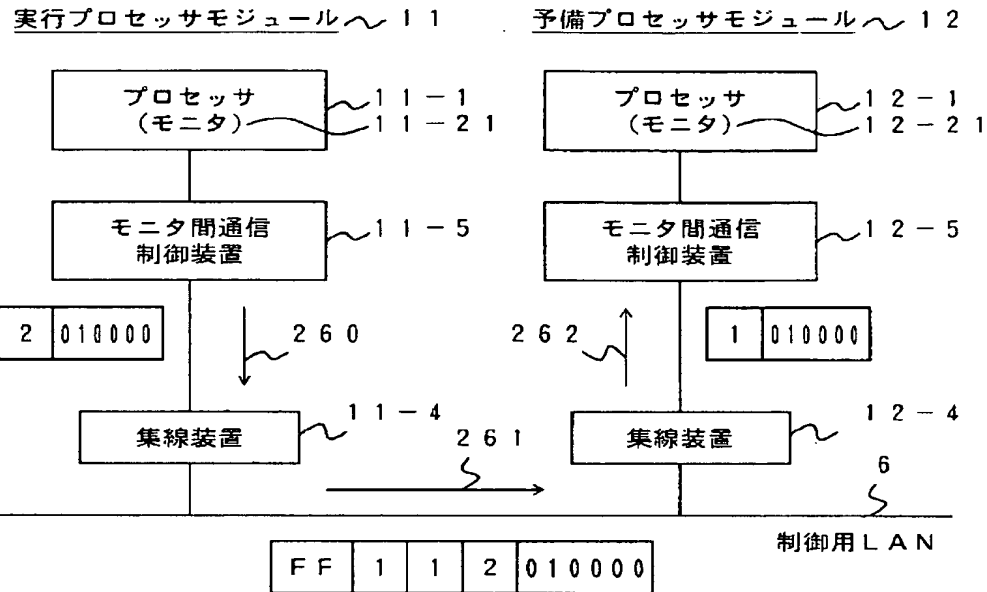 実行プロセッサモジュール 11
予備プロセッサモジュール 12
プロセッサ
(モニタ)
11-1
11-21
プロセッサ
(モニタ)
12-1
12-21
モニタ間通信
制御装置
11-5
モニタ間通信
制御装置
12-5
2 010000
260
262
1 010000
集線装置
11-4
261
集線装置
12-4
6
制御用LAN
FF 1 1 2 010000